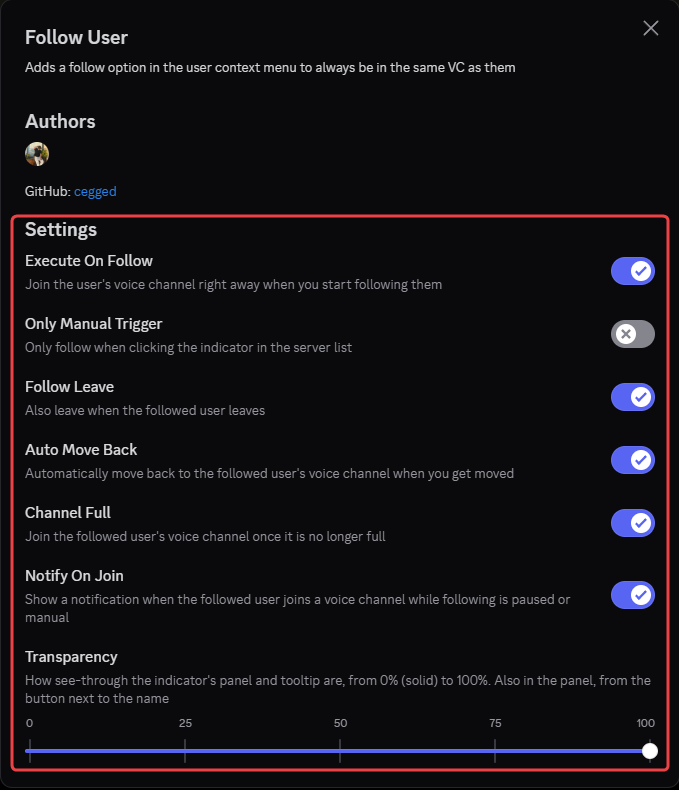 Follow User
Adds a follow option in the user context menu to always be in the same VC as them
Authors
GitHub: cegged
Settings
Execute On Follow
Join the user's voice channel right away when you start following them
Only Manual Trigger
Only follow when clicking the indicator in the server list
Follow Leave
Also leave when the followed user leaves
Auto Move Back
Automatically move back to the followed user's voice channel when you get moved
Channel Full
Join the followed user's voice channel once it is no longer full
Notify On Join
Show a notification when the followed user joins a voice channel while following is paused or
manual
Transparency
How see-through the indicator's panel and tooltip are, from 0% (solid) to 100%. Also in the panel, from the
button next to the name
0 25 50 75 100